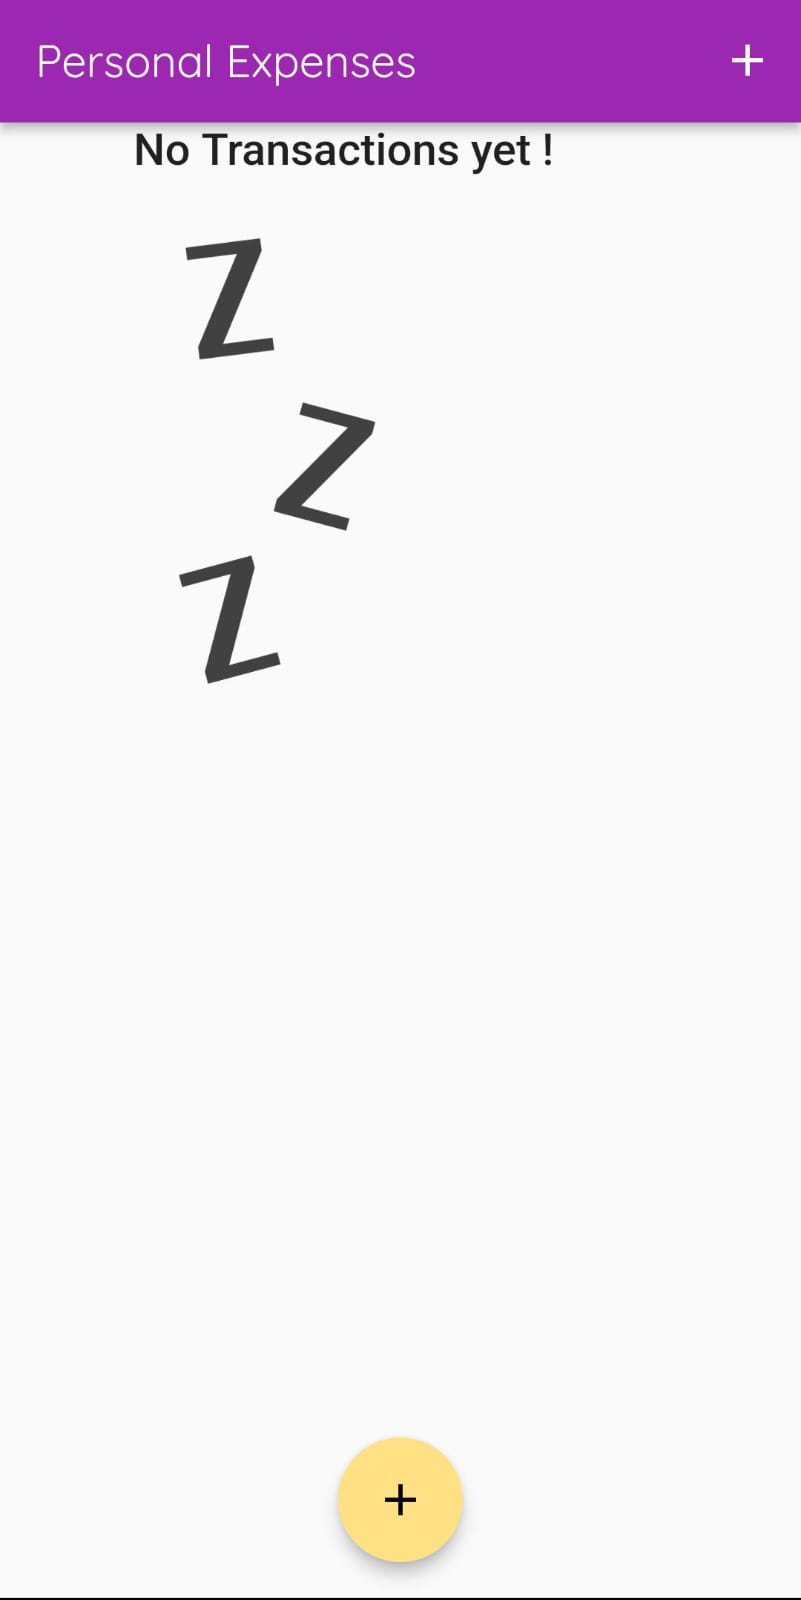 Personal Expenses +
No Transactions yet !
Z
Z
Z
+